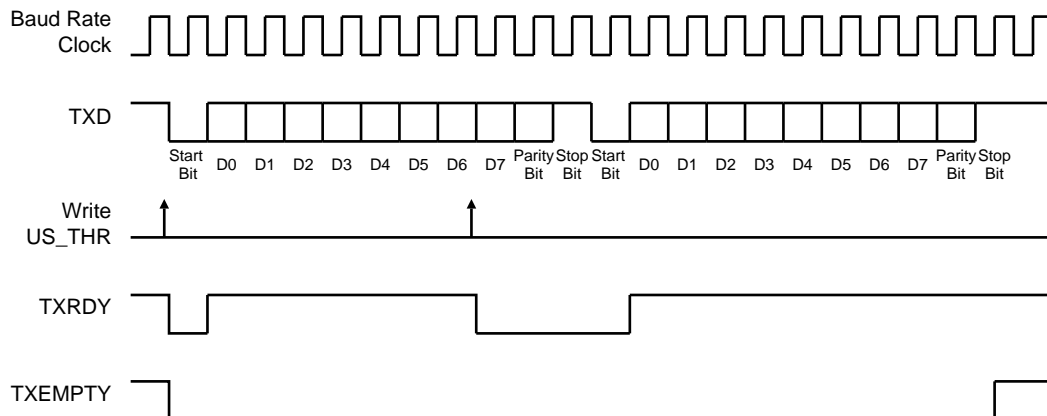 Baud Rate
Clock
TXD
Start
Bit
D0
D1
D2
D3
D4
D5
D6
D7
Parity
Bit
Stop
Bit
Start
Bit
D0
D1
D2
D3
D4
D5
D6
D7
Parity
Bit
Stop
Bit
Write
US_THR
TXRDY
TXEMPTY